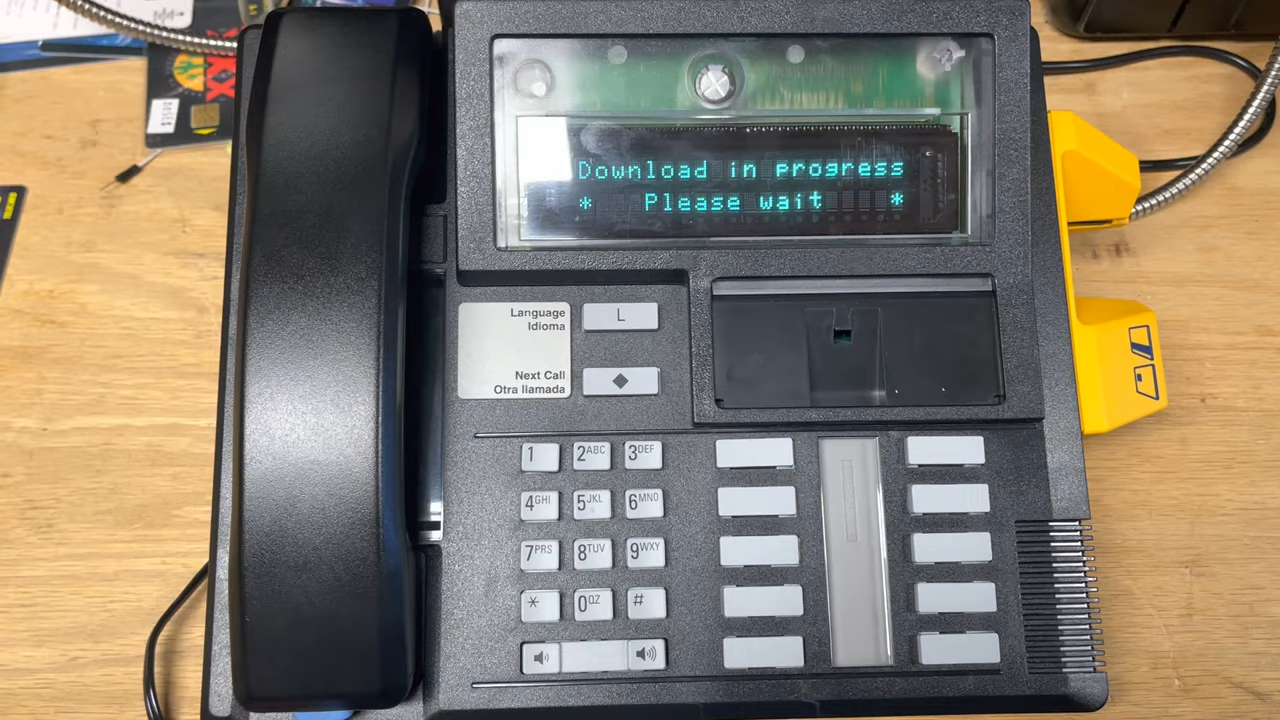 Download in progress
* Please wait *
Language
Idioma
L
Next Call
Otra llamada
◆
1
2ABC
3DEF
4GHI
5JKL
6MNO
7PRS
8TUV
9WXY
*
0QZ
#